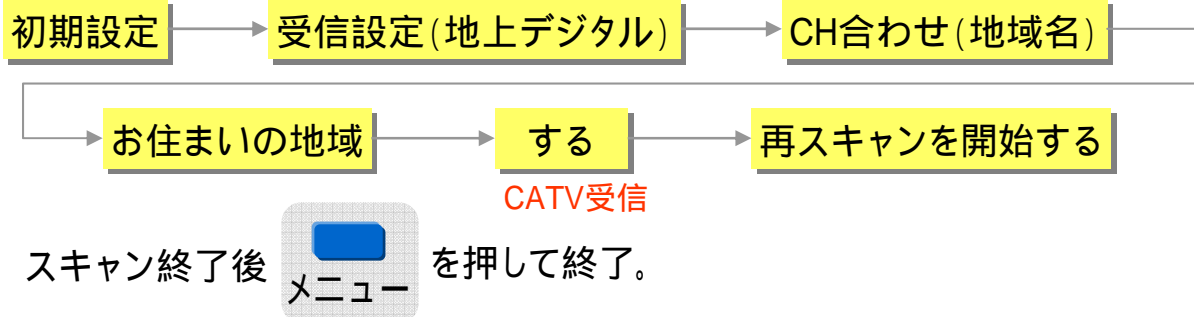 初期設定 受信設定(地上デジタル) CH合わせ(地域名)
お住まいの地域 する 再スキャンを開始する
CATV受信
スキャン終了後 メニュー を押して終了。